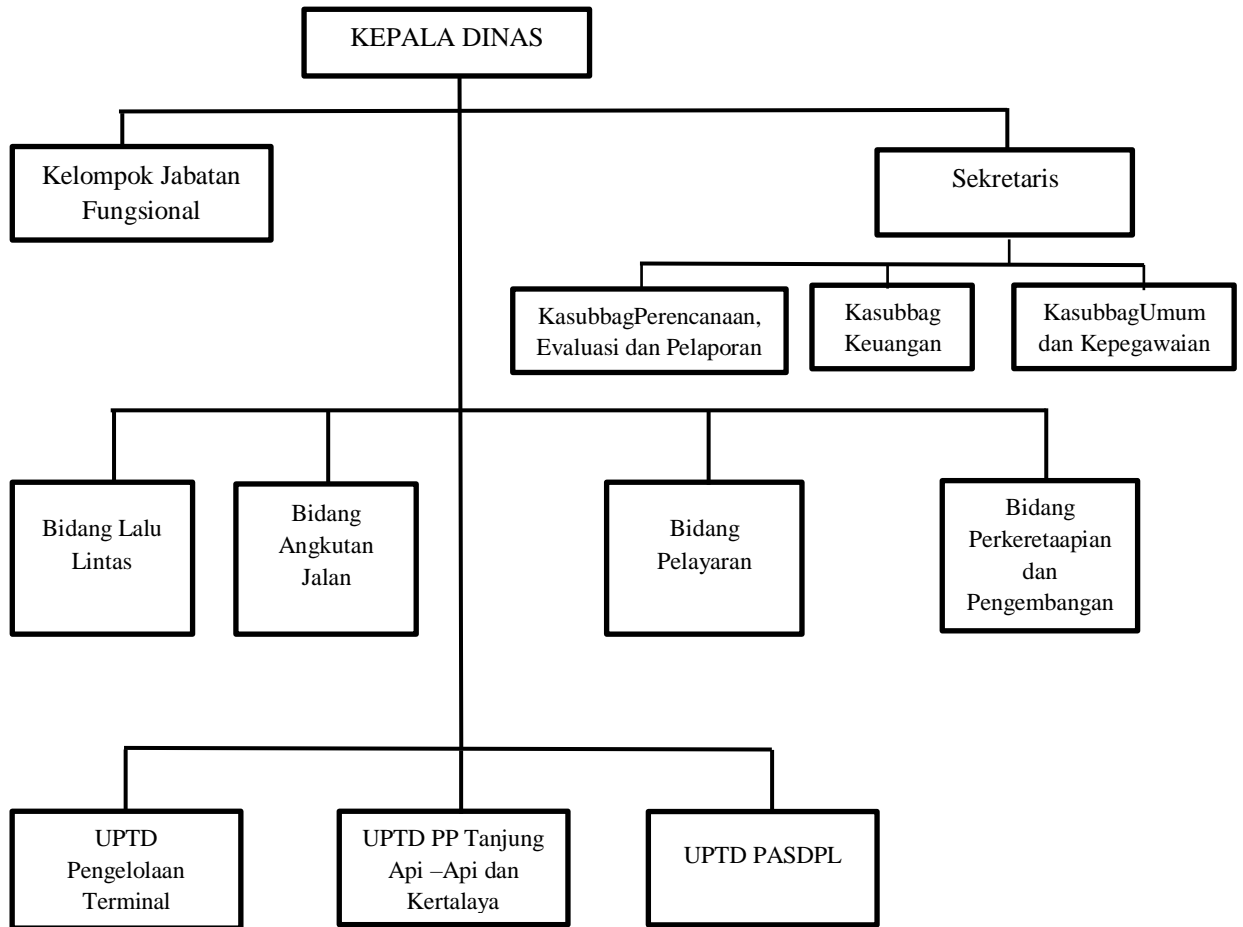 KEPALA DINAS
Kelompok Jabatan
Fungsional
Sekretaris
KasubbagPerencanaan,
Evaluasi dan Pelaporan
Kasubbag
Keuangan
KasubbagUmum
dan Kepegawaian
Bidang Lalu
Lintas
Bidang
Angkutan
Jalan
Bidang
Pelayaran
Bidang
Perkeretaapian
dan
Pengembangan
UPTD
Pengelolaan
Terminal
UPTD PP Tanjung
Api –Api dan
Kertalaya
UPTD PASDPL